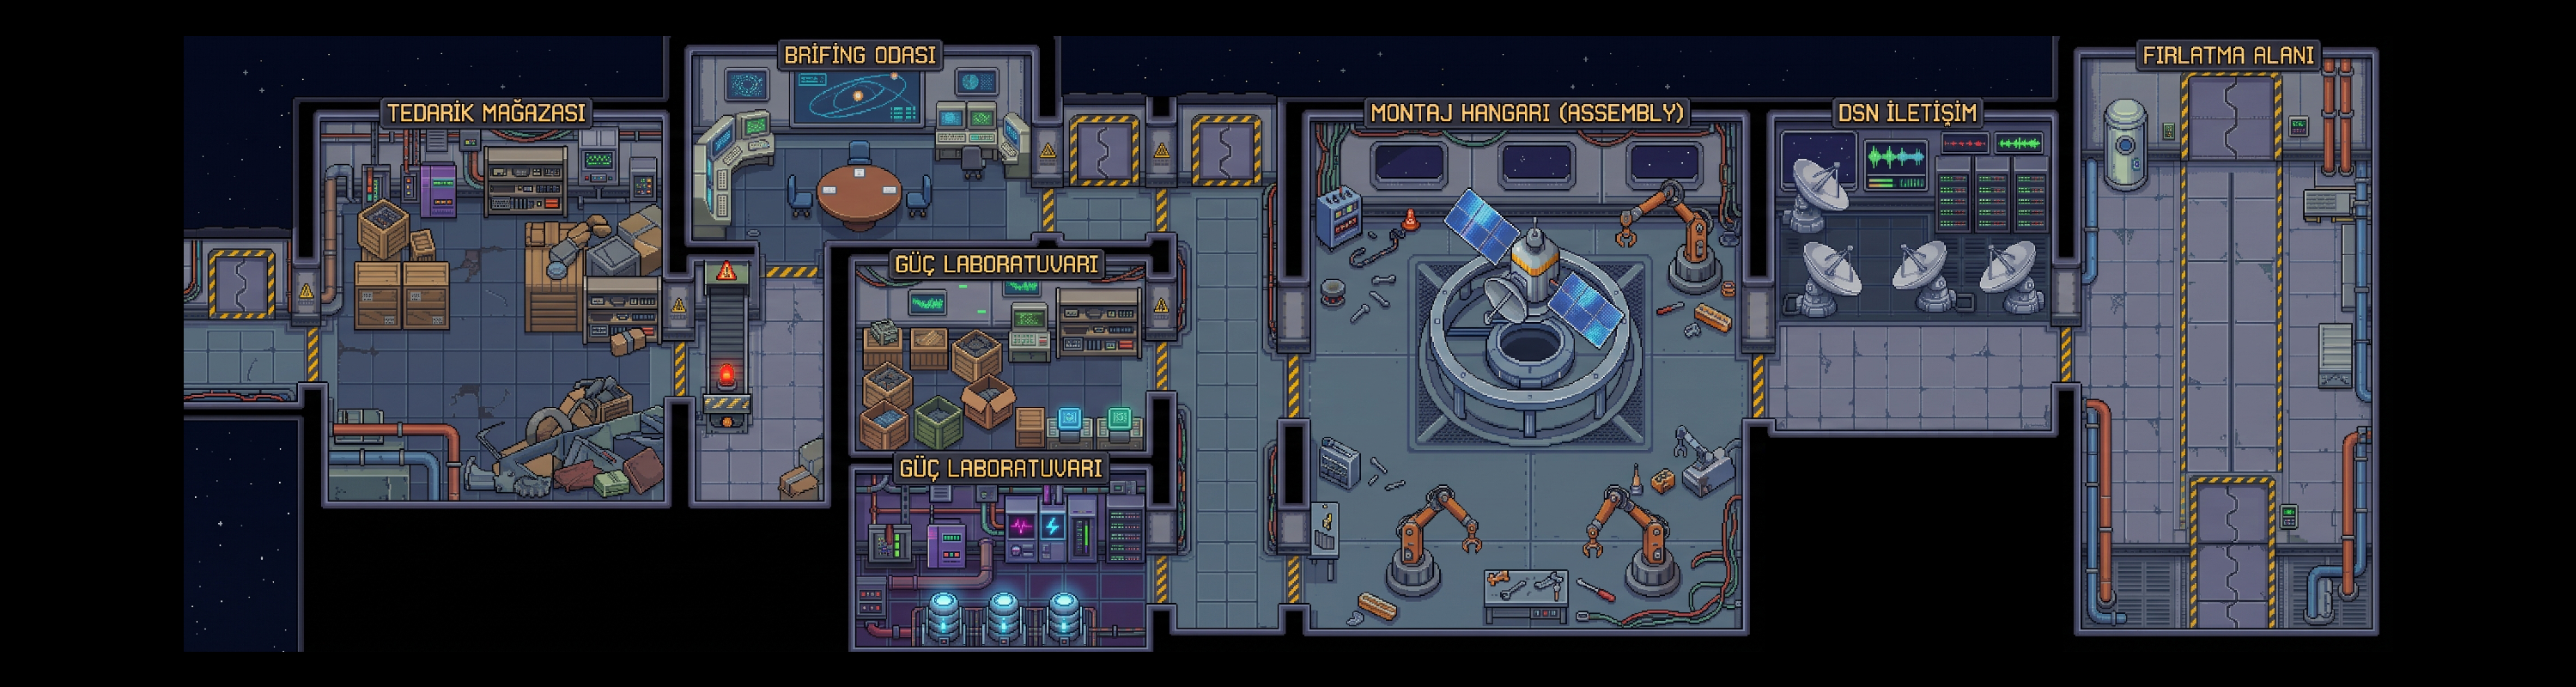 TEDARİK MAĞAZASI
BRİFİNG ODASI
GÜÇ LABORATUVARI
GÜÇ LABORATUVARI
MONTAJ HANGARI (ASSEMBLY)
DSN İLETİŞİM
FIRLATMA ALANI